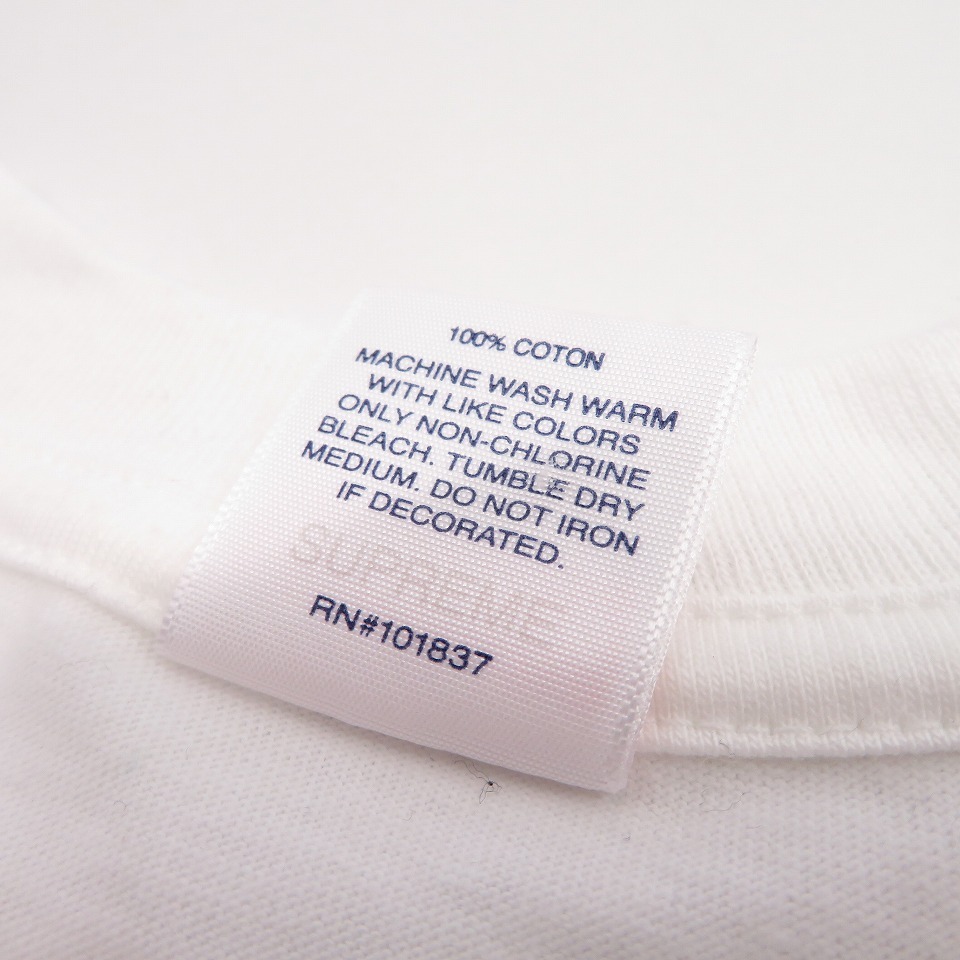 100% COTON
MACHINE WASH WARM
WITH LIKE COLORS
ONLY NON-CHLORINE
BLEACH. TUMBLE DRY
MEDIUM. DO NOT IRON
IF DECORATED.
RN#101837